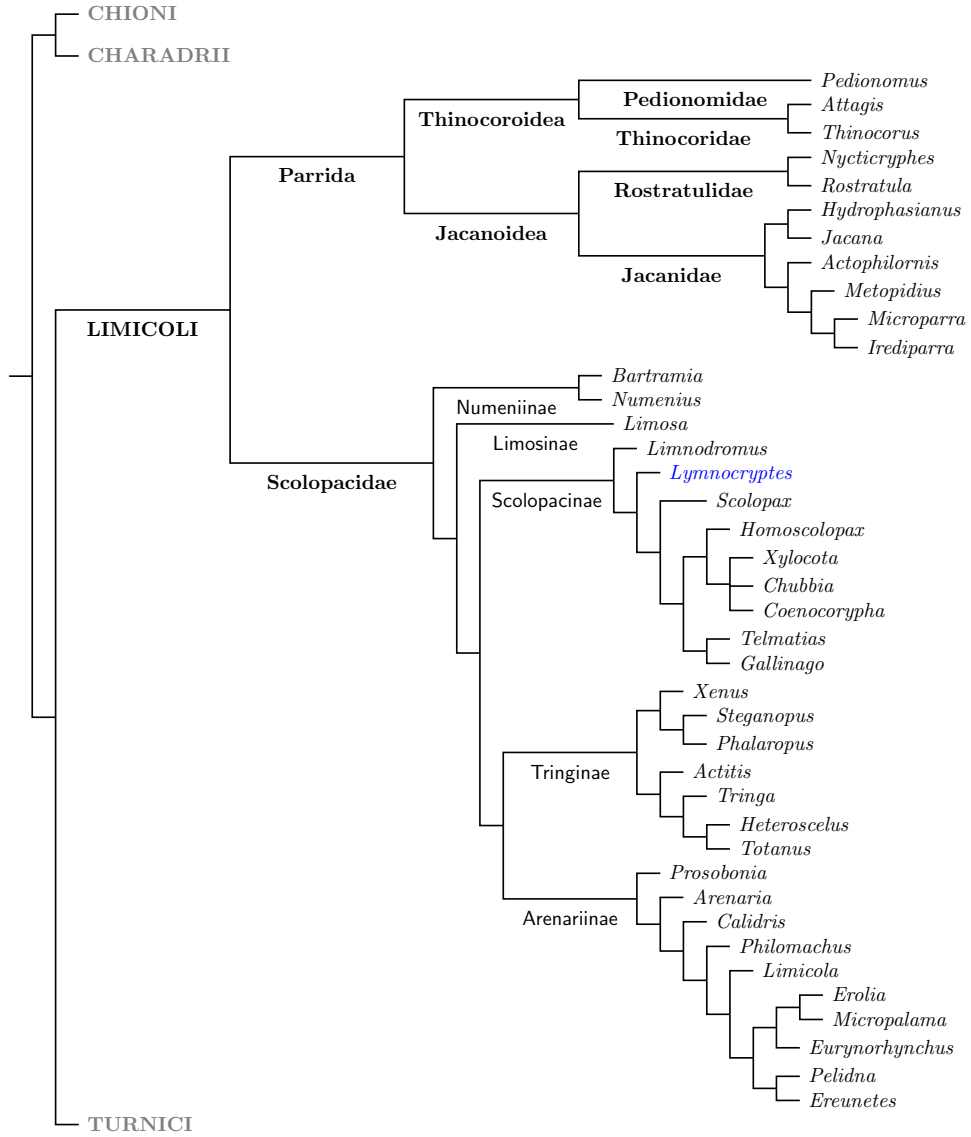 CHIONI
CHARADRII
Pedionomus
Pedionomidae
Attagis
Thinocoroidea
Thinocoridae
Thinocorus
Nycticryphes
Parrida
Rostratulidae
Rostratula
Hydrophasianus
Jacanoidea
Jacana
Actophilornis
Jacanidae
Metopidius
Microparra
LIMICOLI
Irediparra
Bartramia
Numeniinae
Numenius
Limosa
Limosinae
Limnodromus
Scolopacidae
Lymnocryptes
Scolopacinae
Scolopax
Homoscolopax
Xylocota
Chubbia
Coenocorypha
Telmatias
Gallinago
Xenus
Steganopus
Phalaropus
Tringinae
Actitis
Tringa
Heteroscelus
Totanus
Prosobonia
Arenaria
Arenariinae
Calidris
Philomachus
Limicola
Erolia
Micropalama
Eurynorhynchus
Pelidna
Ereunetes
TURNICI